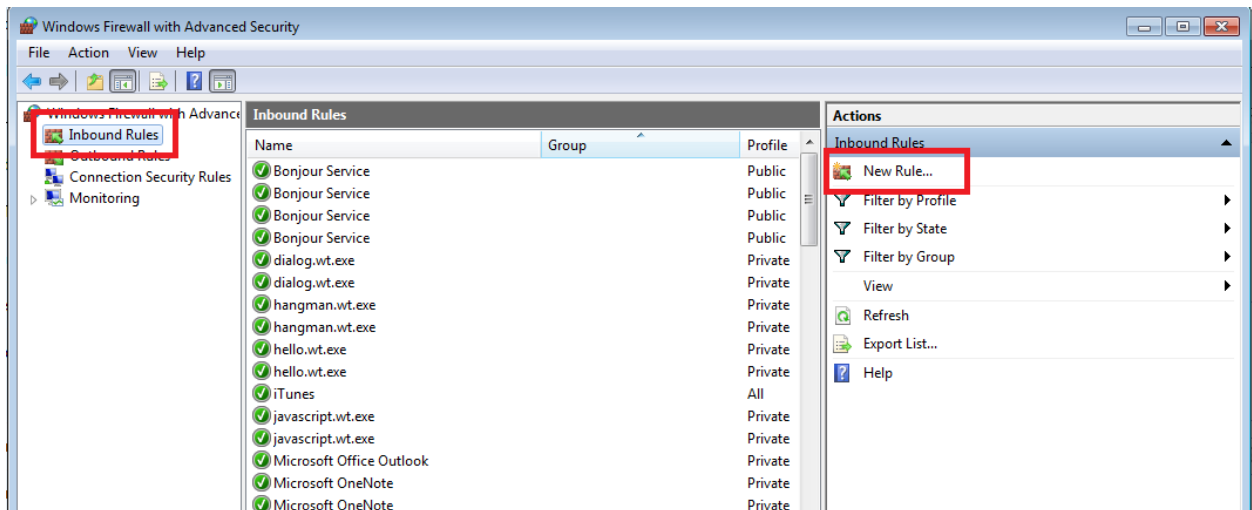 Windows Firewall with Advanced Security
File Action View Help
Windows Firewall with Advance
Inbound Rules
Outbound Rules
Connection Security Rules
Monitoring
Inbound Rules
Name Group Profile
Bonjour Service Public
Bonjour Service Public
Bonjour Service Public
Bonjour Service Public
dialog.wt.exe Private
dialog.wt.exe Private
hangman.wt.exe Private
hangman.wt.exe Private
hello.wt.exe Private
hello.wt.exe Private
iTunes All
javascript.wt.exe Private
javascript.wt.exe Private
Microsoft Office Outlook Private
Microsoft OneNote Private
Microsoft OneNote Private
Actions
Inbound Rules
New Rule...
Filter by Profile
Filter by State
Filter by Group
View
Refresh
Export List...
Help